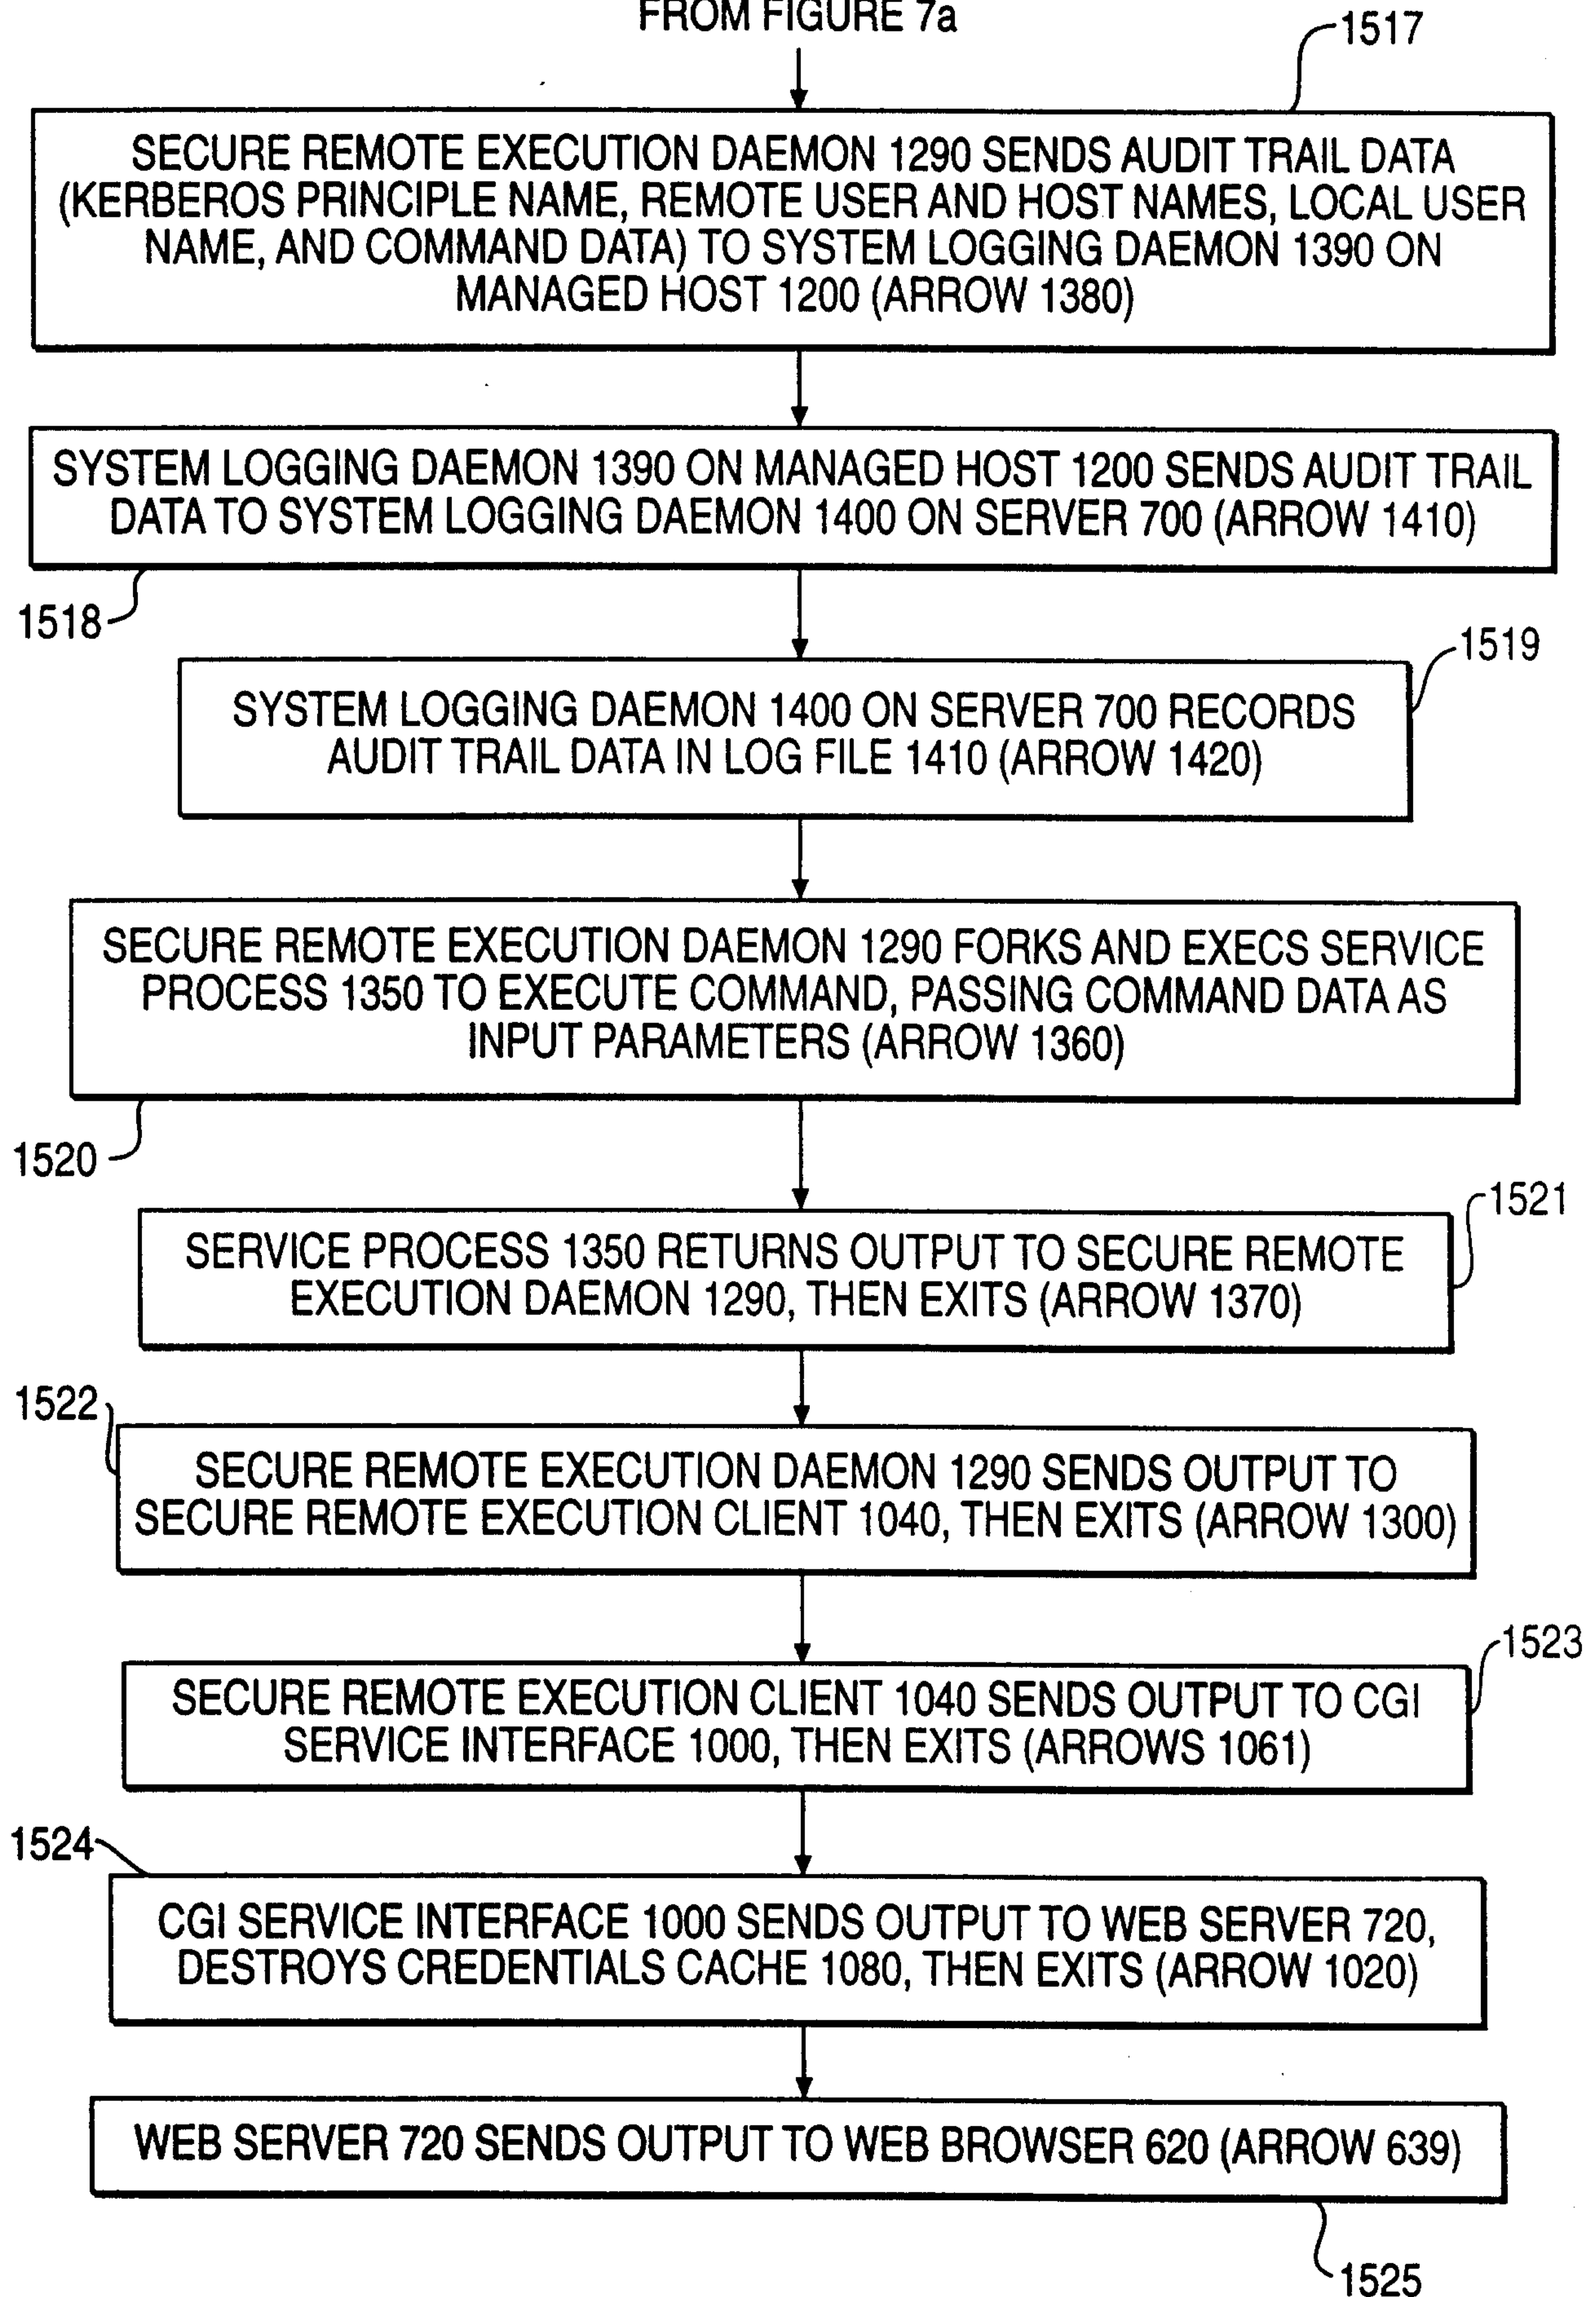 FROM FIGURE 7a
1517
SECURE REMOTE EXECUTION DAEMON 1290 SENDS AUDIT TRAIL DATA
(KERBEROS PRINCIPLE NAME, REMOTE USER AND HOST NAMES, LOCAL USER
NAME, AND COMMAND DATA) TO SYSTEM LOGGING DAEMON 1390 ON
MANAGED HOST 1200 (ARROW 1380)
SYSTEM LOGGING DAEMON 1390 ON MANAGED HOST 1200 SENDS AUDIT TRAIL
DATA TO SYSTEM LOGGING DAEMON 1400 ON SERVER 700 (ARROW 1410)
1518
1519
SYSTEM LOGGING DAEMON 1400 ON SERVER 700 RECORDS
AUDIT TRAIL DATA IN LOG FILE 1410 (ARROW 1420)
SECURE REMOTE EXECUTION DAEMON 1290 FORKS AND EXECS SERVICE
PROCESS 1350 TO EXECUTE COMMAND, PASSING COMMAND DATA AS
INPUT PARAMETERS (ARROW 1360)
1520
1521
SERVICE PROCESS 1350 RETURNS OUTPUT TO SECURE REMOTE
EXECUTION DAEMON 1290, THEN EXITS (ARROW 1370)
1522
SECURE REMOTE EXECUTION DAEMON 1290 SENDS OUTPUT TO
SECURE REMOTE EXECUTION CLIENT 1040, THEN EXITS (ARROW 1300)
1523
SECURE REMOTE EXECUTION CLIENT 1040 SENDS OUTPUT TO CGI
SERVICE INTERFACE 1000, THEN EXITS (ARROWS 1061)
1524
CGI SERVICE INTERFACE 1000 SENDS OUTPUT TO WEB SERVER 720,
DESTROYS CREDENTIALS CACHE 1080, THEN EXITS (ARROW 1020)
WEB SERVER 720 SENDS OUTPUT TO WEB BROWSER 620 (ARROW 639)
1525